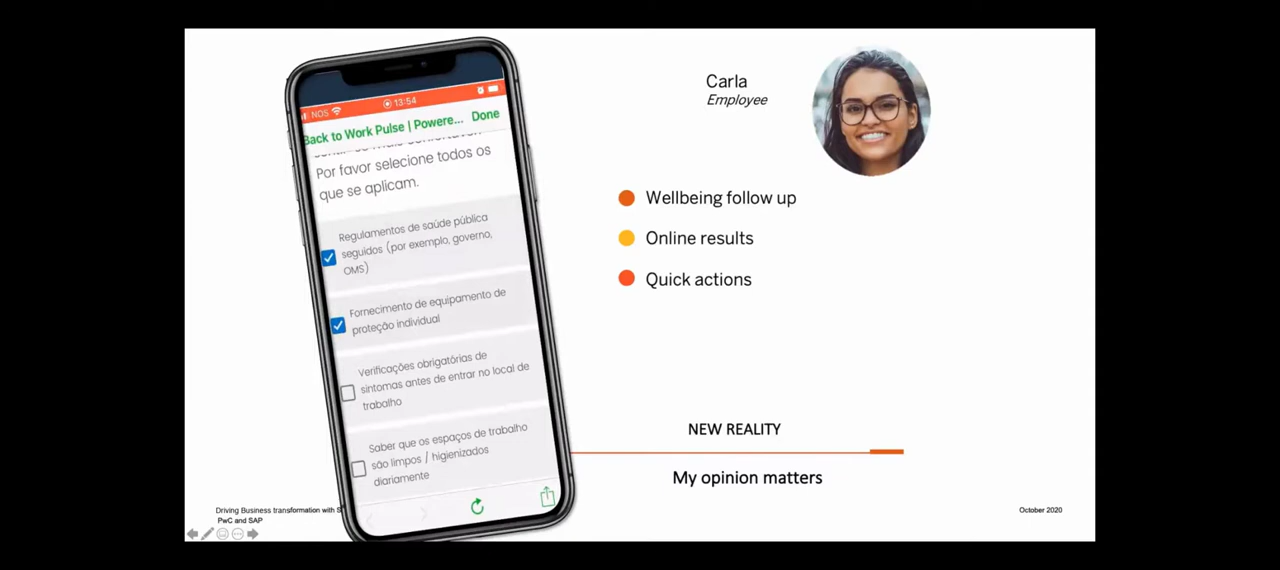 NOS 13:54
Back to Work Pulse | Powere... Done
Por favor selecione todos os
que se aplicam.
Regulamentos de saúde pública
seguidos (por exemplo, governo,
OMS)
Fornecimento de equipamento de
proteção individual
Verificações obrigatórias de
sintomas antes de entrar no local de
trabalho
Saber que os espaços de trabalho
são limpos / higienizados
diariamente
Carla
Employee
Wellbeing follow up
Online results
Quick actions
NEW REALITY
My opinion matters
Driving Business transformation with
PwC and SAP
October 2020